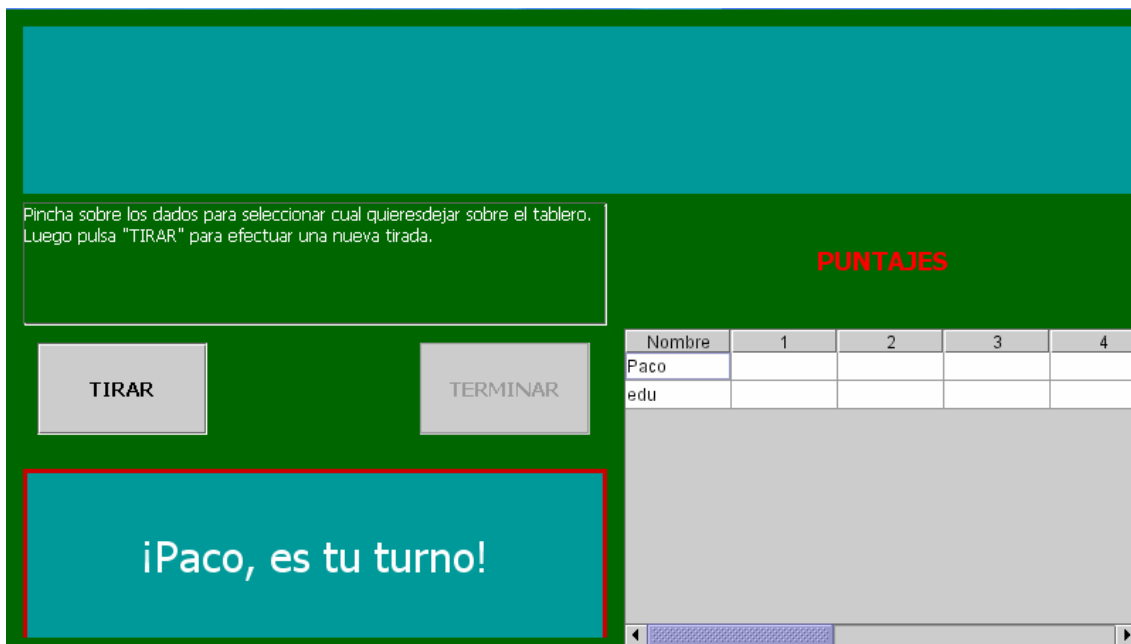 Pincha sobre los dados para seleccionar cual quieresdejar sobre el tablero.
Luego pulsa "TIRAR" para efectuar una nueva tirada.
PUNTAJES
TIRAR
TERMINAR
Nombre 1 2 3 4
Paco
edu
¡Paco, es tu turno!